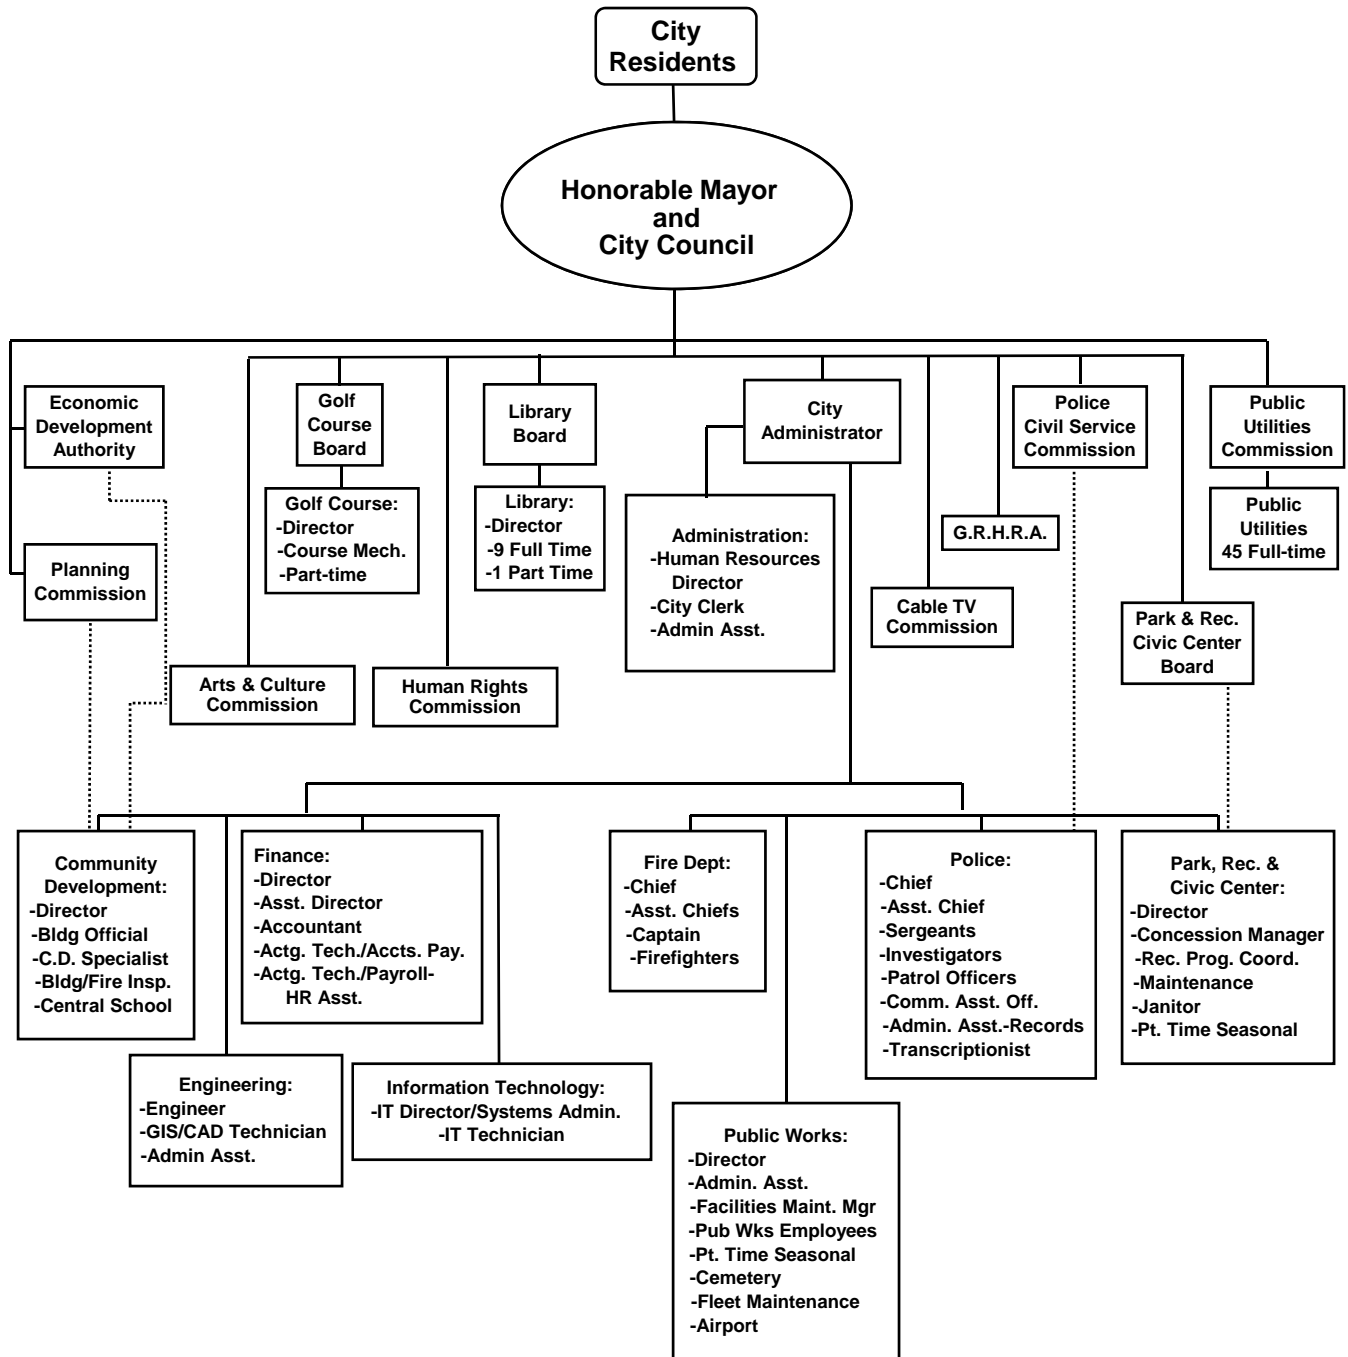 City
Residents
Honorable Mayor
and
City Council
Economic
Development
Authority
Golf
Course
Board
Library
Board
City
Administrator
Police
Civil Service
Commission
Public
Utilities
Commission
Golf Course:
-Director
-Course Mech.
-Part-time
Library:
-Director
-9 Full Time
-1 Part Time
Administration:
-Human Resources
Director
-City Clerk
-Admin Asst.
G.R.H.R.A.
Public
Utilities
45 Full-time
Planning
Commission
Cable TV
Commission
Park & Rec.
Civic Center
Board
Arts & Culture
Commission
Human Rights
Commission
Community
Development:
-Director
-Bldg Official
-C.D. Specialist
-Bldg/Fire Insp.
-Central School
Finance:
-Director
-Asst. Director
-Accountant
-Actg. Tech./Accts. Pay.
-Actg. Tech./Payroll-
HR Asst.
Fire Dept:
-Chief
-Asst. Chiefs
-Captain
-Firefighters
Police:
-Chief
-Asst. Chief
-Sergeants
-Investigators
-Patrol Officers
-Comm. Asst. Off.
-Admin. Asst.-Records
-Transcriptionist
Park, Rec. &
Civic Center:
-Director
-Concession Manager
-Rec. Prog. Coord.
-Maintenance
-Janitor
-Pt. Time Seasonal
Engineering:
-Engineer
-GIS/CAD Technician
-Admin Asst.
Information Technology:
-IT Director/Systems Admin.
-IT Technician
Public Works:
-Director
-Admin. Asst.
-Facilities Maint. Mgr
-Pub Wks Employees
-Pt. Time Seasonal
-Cemetery
-Fleet Maintenance
-Airport